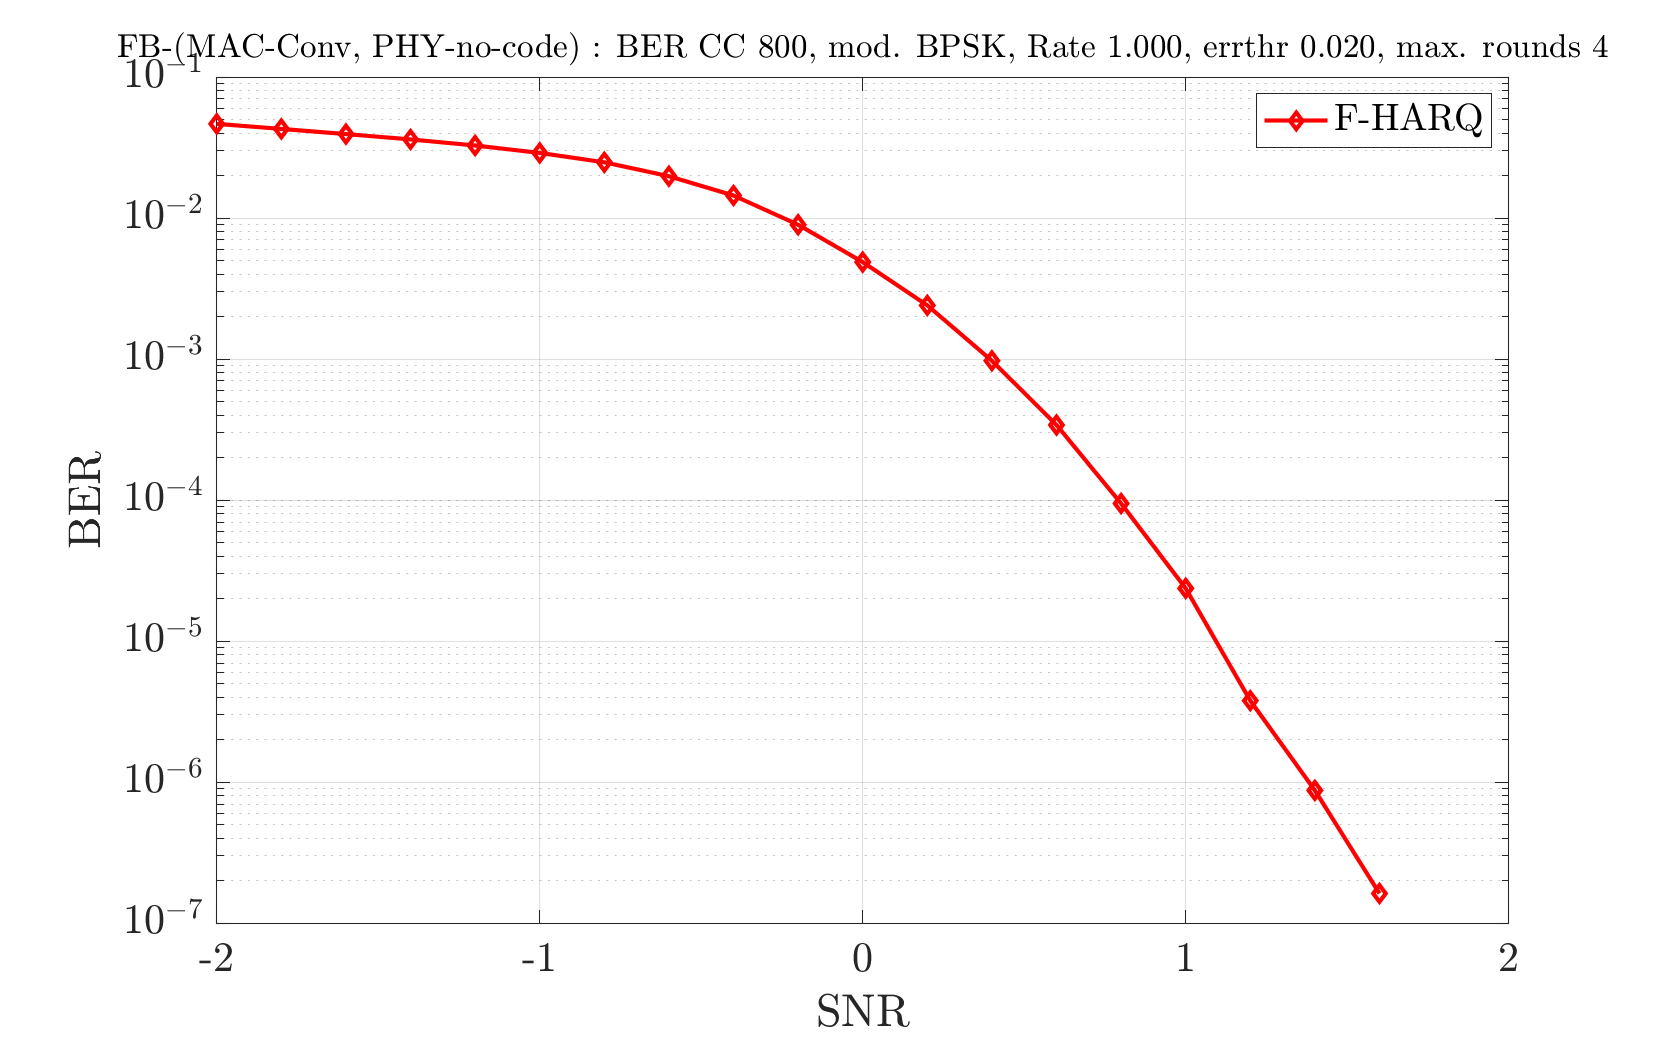 FB-(MAC-Conv, PHY-no-code) : BER CC 800, mod. BPSK, Rate 1.000, errthr 0.020, max. rounds 4
F-HARQ
10^{-1}
10^{-2}
10^{-3}
10^{-4}
10^{-5}
10^{-6}
10^{-7}
BER
-2 -1 0 1 2
SNR